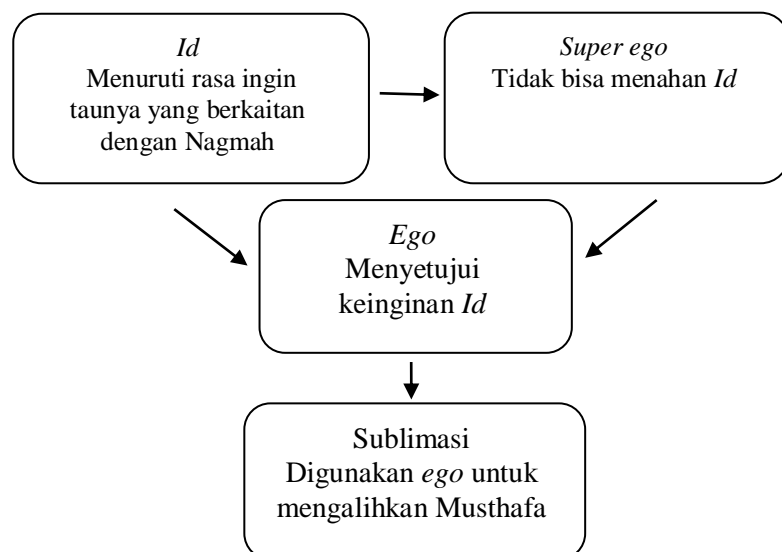 Id
Menuruti rasa ingin
taunya yang berkaitan
dengan Nagmah
Super ego
Tidak bisa menahan Id
Ego
Menyetujui
keinginan Id
Sublimasi
Digunakan ego untuk
mengalihkan Musthafa